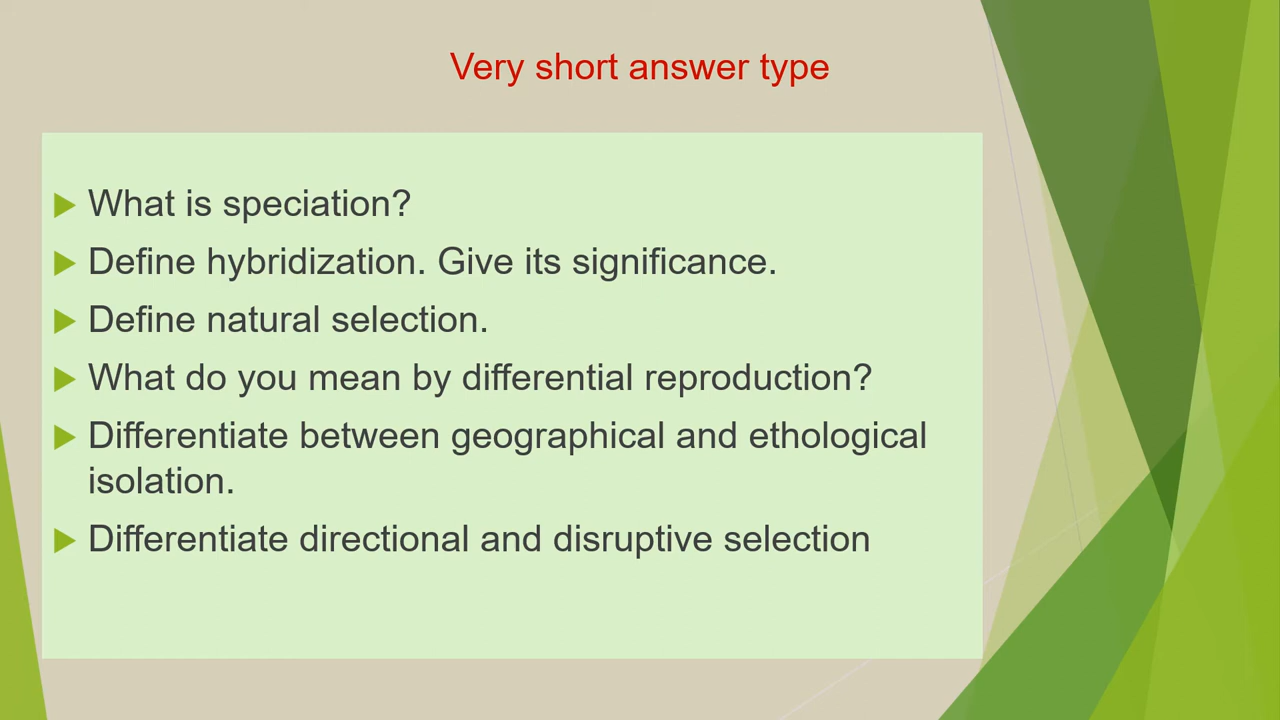 Very short answer type
What is speciation?
Define hybridization. Give its significance.
Define natural selection.
What do you mean by differential reproduction?
Differentiate between geographical and ethological
isolation.
Differentiate directional and disruptive selection